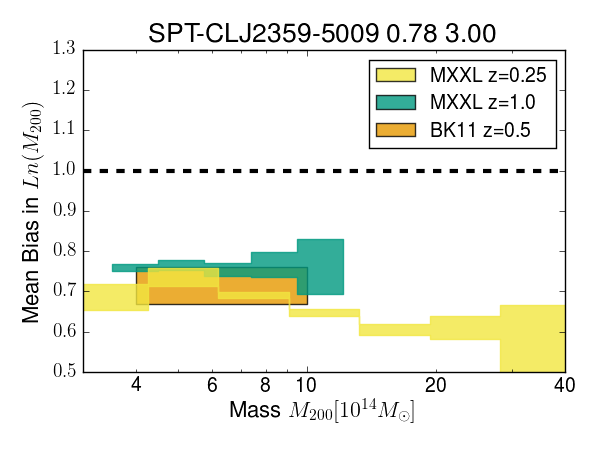 SPT-CLJ2359-5009 0.78 3.00
1.3
1.2
1.1
1.0
0.9
0.8
0.7
0.6
0.5
Mean Bias in Ln(M₂₀₀)
MXXL z=0.25
MXXL z=1.0
BK11 z=0.5
4 6 8 10 20 40
Mass M₂₀₀[10¹⁴M☉]